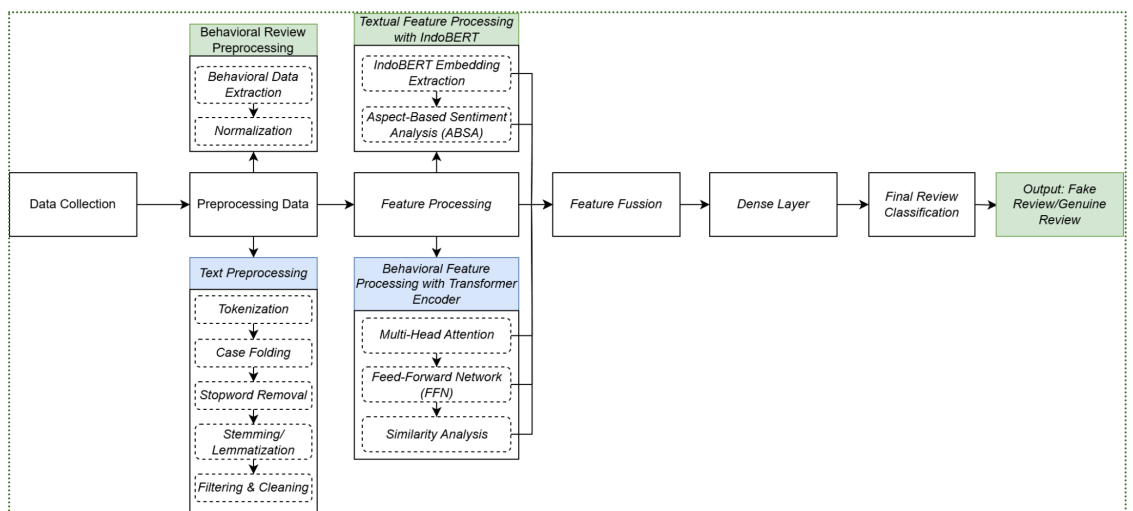 Behavioral Review
Preprocessing
Behavioral Data
Extraction
Normalization
Textual Feature Processing
with IndoBERT
IndoBERT Embedding
Extraction
Aspect-Based Sentiment
Analysis (ABSA)
Data Collection
Preprocessing Data
Feature Processing
Feature Fussion
Dense Layer
Final Review
Classification
Output: Fake
Review/Genuine
Review
Text Preprocessing
Tokenization
Case Folding
Stopword Removal
Stemming/
Lemmatization
Filtering & Cleaning
Behavioral Feature
Processing with Transformer
Encoder
Multi-Head Attention
Feed-Forward Network
(FFN)
Similarity Analysis